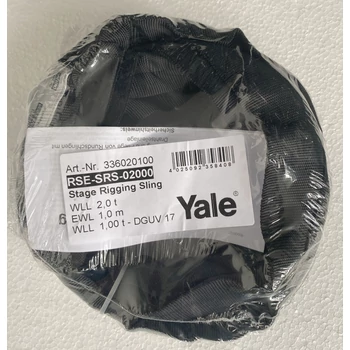 Sicherheitshinweis:
Art.-Nr. 336020100
RSE-SRS-02000
Stage Rigging Sling
WLL 2,0 t
EWL 1,0 m
WLL 1,00 t - DGUV 17
Yale®